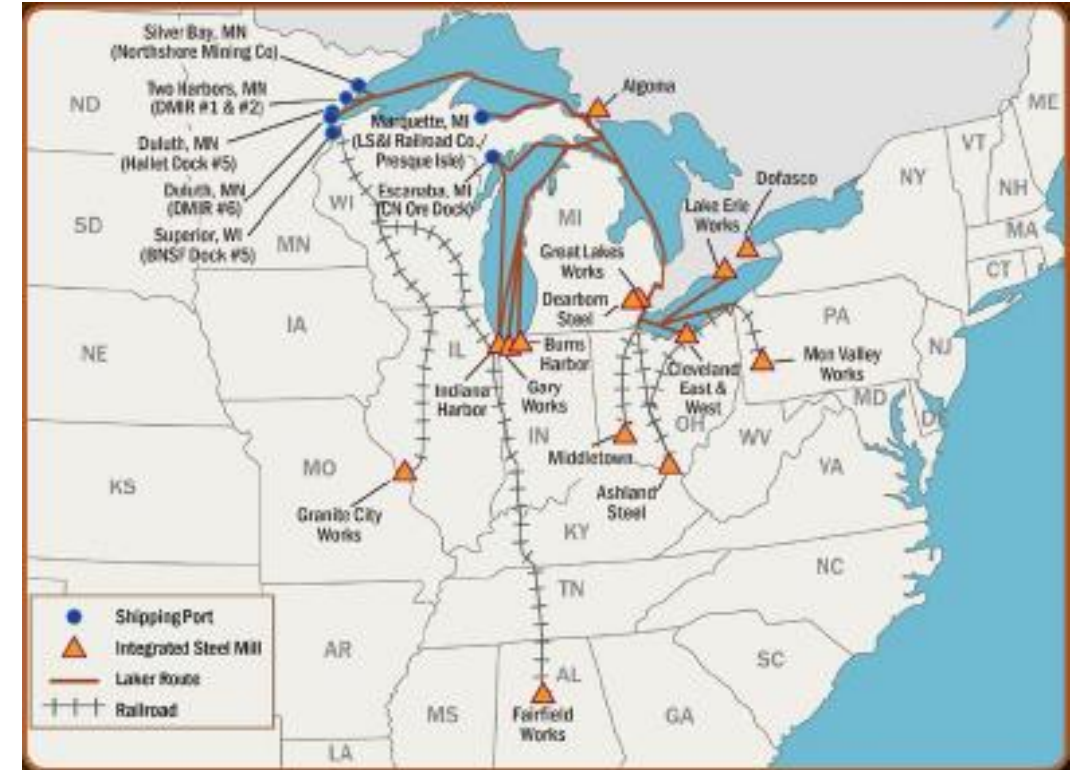 Silver Bay, MN
(Northshore Mining Co)
Two Harbors, MN
(DMIR #1 & #2)
Duluth, MN
(Hallet Dock #5)
Duluth, MN
(DMIR #6)
Superior, WI
(BNSF Dock #5)
Marquette, MI
(LS&I Railroad Co.,
Presque Isle)
Escanaba, MI
(CN Ore Dock)
Algoma
Dofasco
Lake Erie
Works
Great Lakes
Works
Dearborn
Steel
Burns
Harbor
Indiana
Harbor
Gary
Works
Cleveland
East &
West
Mon Valley
Works
Middletown
Ashland
Steel
Granite City
Works
Fairfield
Works
ND
SD
NE
KS
MN
WI
IA
MO
AR
LA
IL
MI
IN
OH
KY
TN
MS
AL
GA
SC
NC
VA
WV
MD
DE
NJ
PA
NY
CT
MA
NH
VT
ME
Shipping Port
Integrated Steel Mill
Laker Route
Railroad